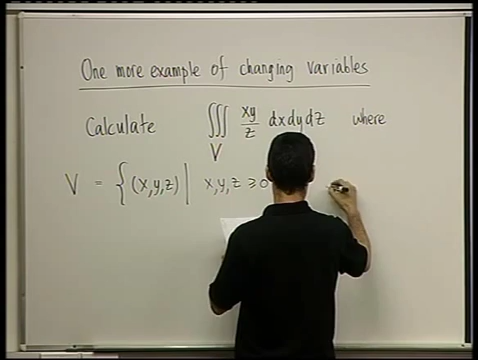 One more example of changing variables
Calculate ∭ xy/z dxdydz where
V
V = { (x,y,z) | x,y,z ≥ 0